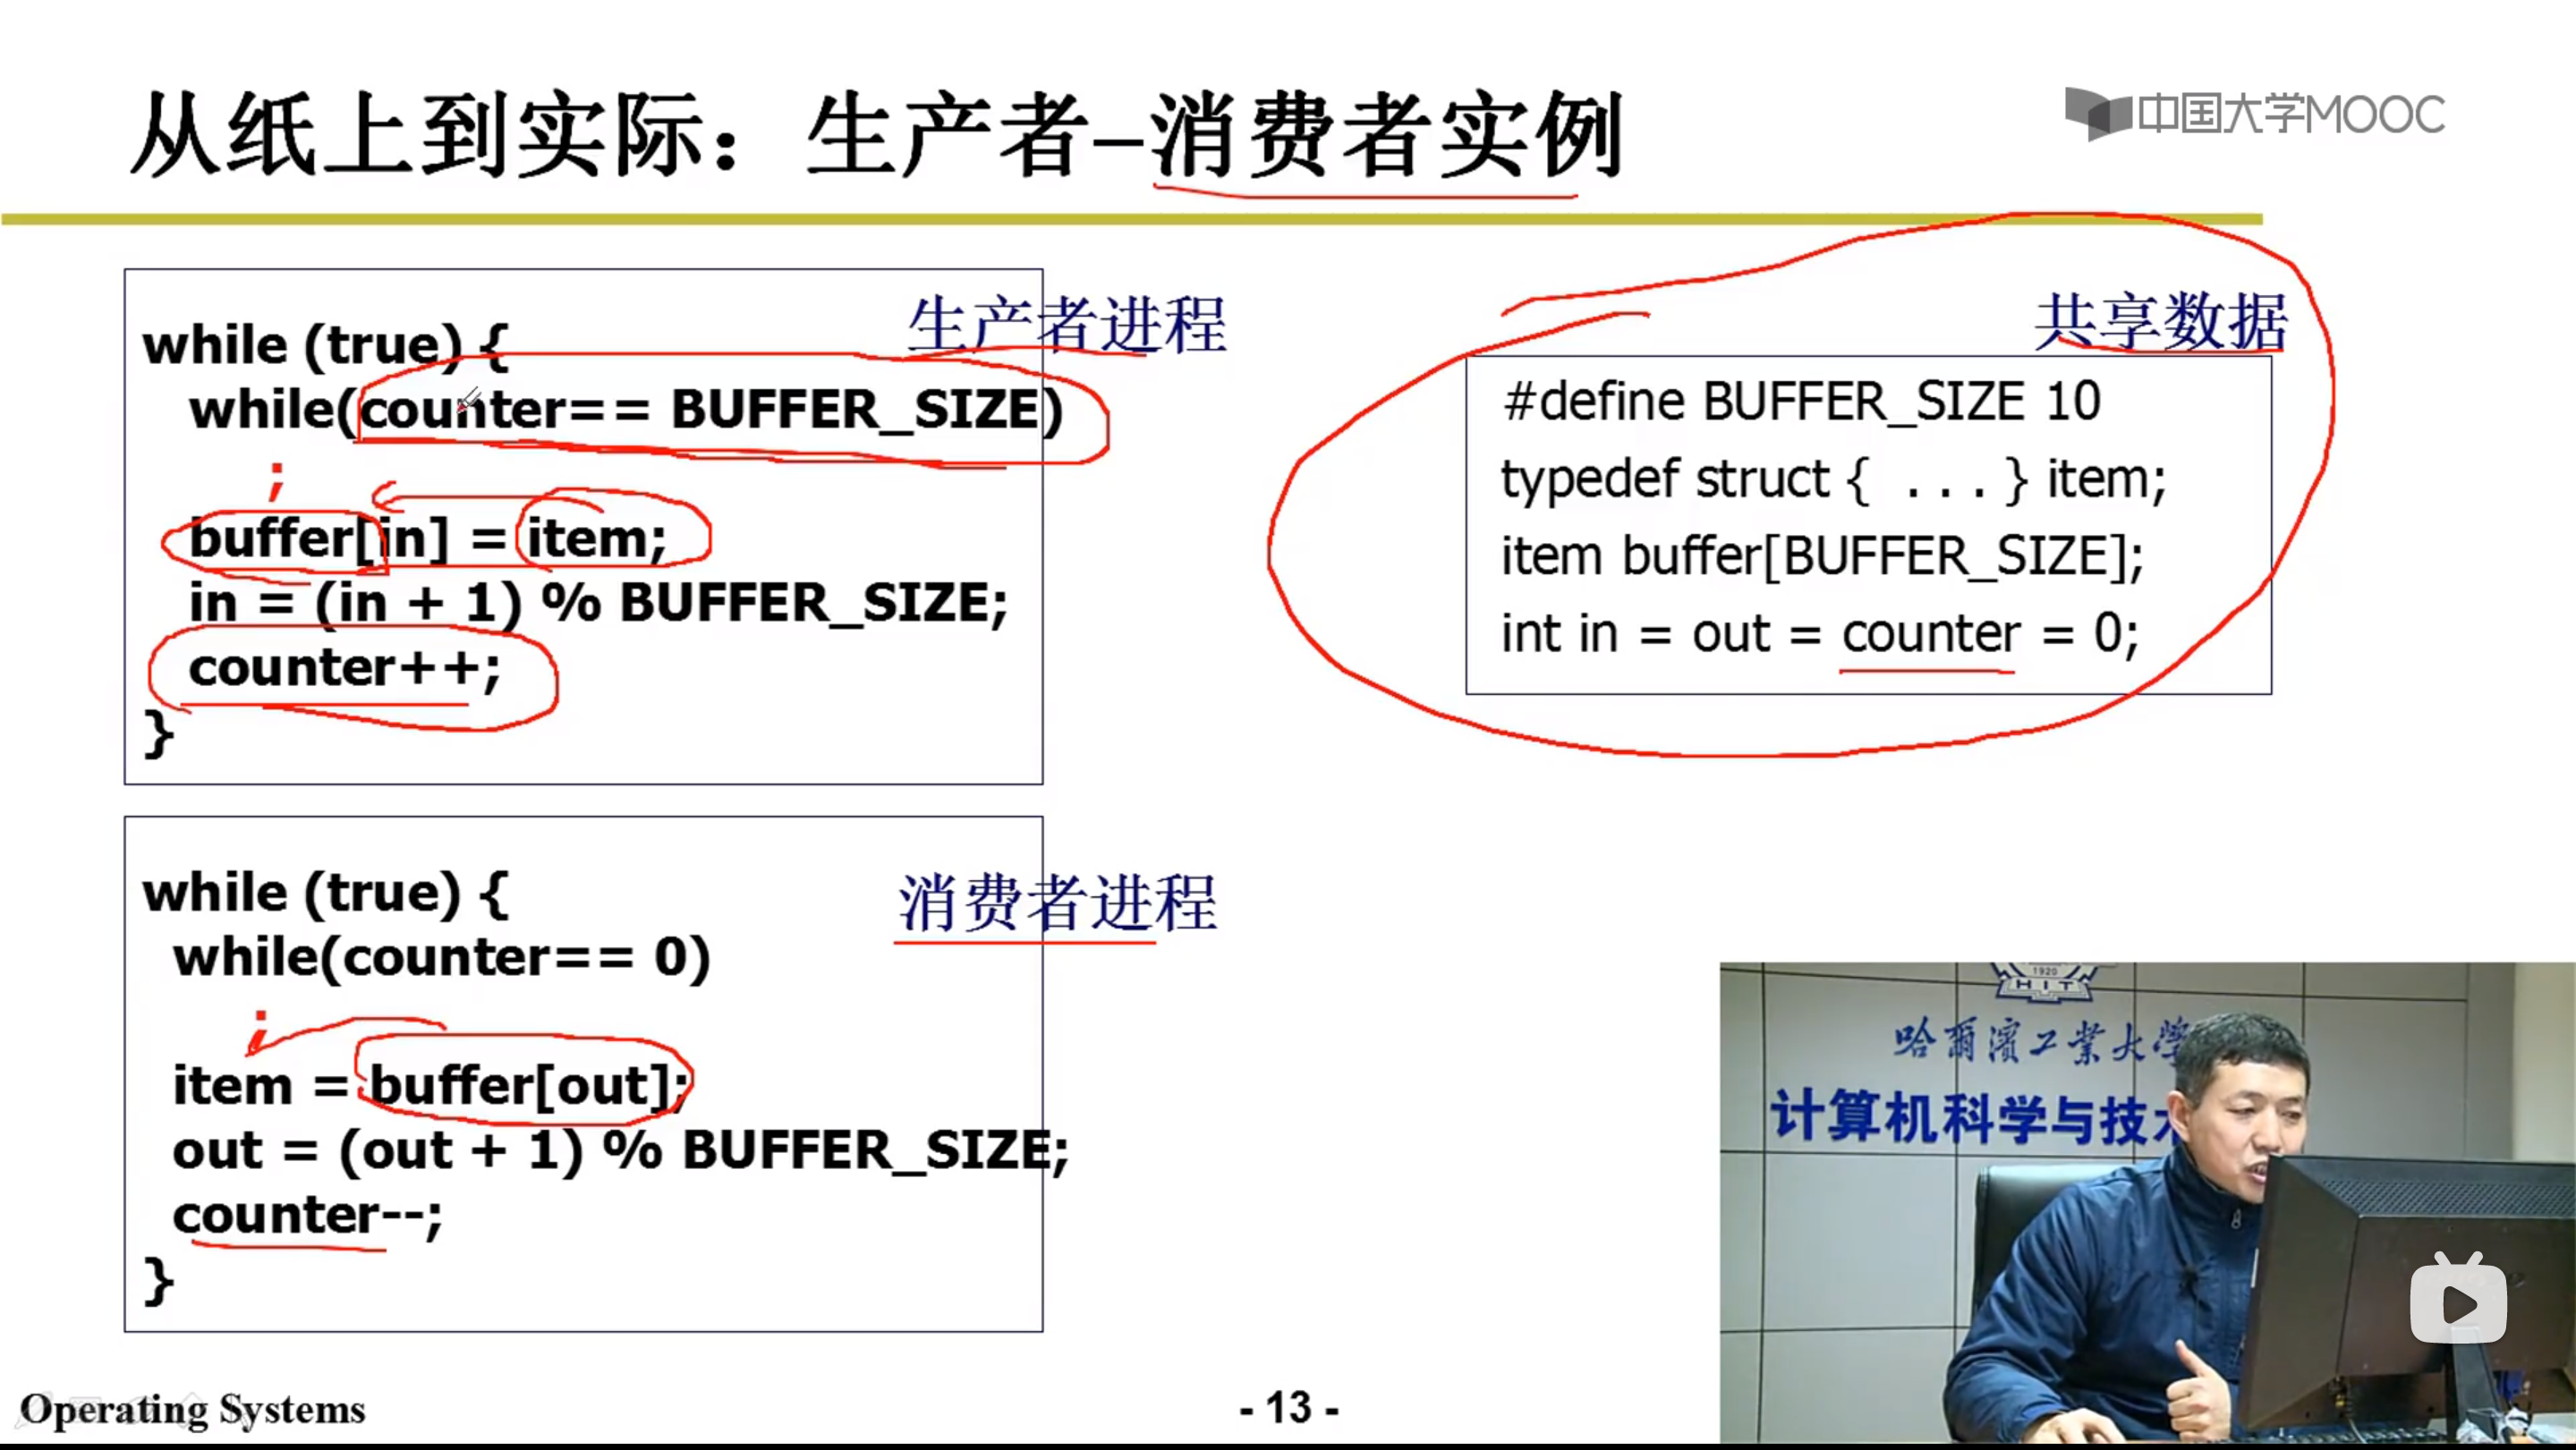 从纸上到实际：生产者–消费者实例
中国大学MOOC
生产者进程
while (true) {
while(counter== BUFFER_SIZE)
;
buffer[in] = item;
in = (in + 1) % BUFFER_SIZE;
counter++;
}
共享数据
#define BUFFER_SIZE 10
typedef struct { . . . } item;
item buffer[BUFFER_SIZE];
int in = out = counter = 0;
消费者进程
while (true) {
while(counter== 0)
;
item = buffer[out];
out = (out + 1) % BUFFER_SIZE;
counter--;
}
1920
HIT
哈爾濱工業大學
计算机科学与技
Operating Systems
- 13 -